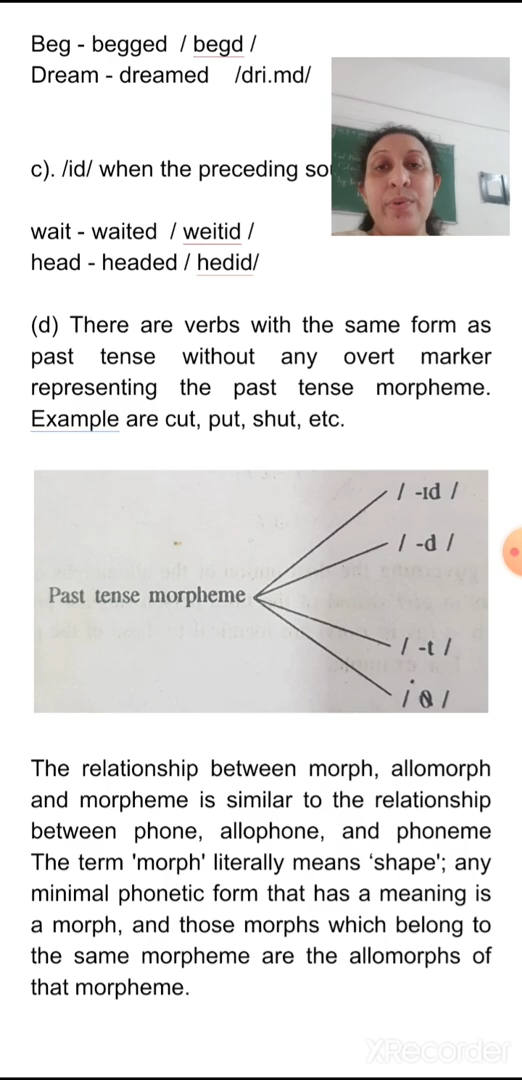 Beg - begged / begd /
Dream - dreamed /dri.md/
c). /id/ when the preceding
wait - waited / weitid /
head - headed / hedid/
(d) There are verbs with the same form as
past tense without any overt marker
representing the past tense morpheme.
Example are cut, put, shut, etc.
/ -ɪd /
/ -d /
Past tense morpheme
/ -t /
The relationship between morph, allomorph
and morpheme is similar to the relationship
between phone, allophone, and phoneme
The term 'morph' literally means ‘shape'; any
minimal phonetic form that has a meaning is
a morph, and those morphs which belong to
the same morpheme are the allomorphs of
that morpheme.
XRecorder